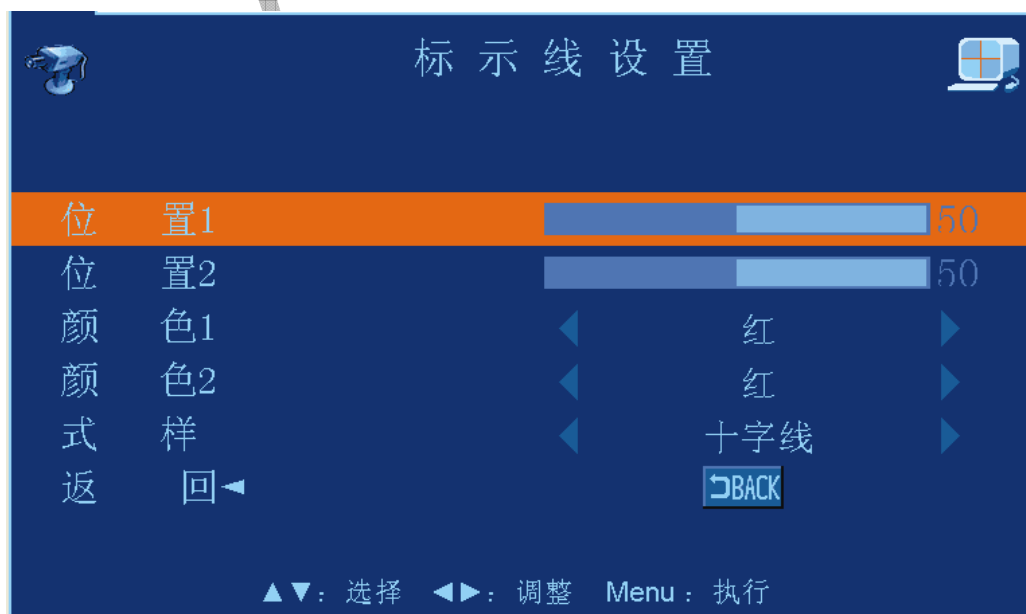 标示线设置
位 置1 50
位 置2 50
颜 色1 ◀ 红 ▶
颜 色2 ◀ 红 ▶
式 样 ◀ 十字线 ▶
返 回◄ BACK
▲▼：选择 ◀▶：调整 Menu：执行